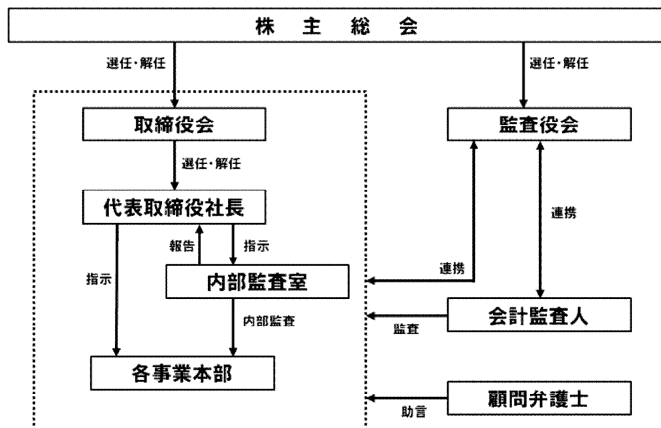 株主総会
選任・解任
選任・解任
取締役会
監査役会
選任・解任
代表取締役社長
連携
報告
指示
指示
内部監査室
連携
内部監査
会計監査人
監査
各事業本部
顧問弁護士
助言